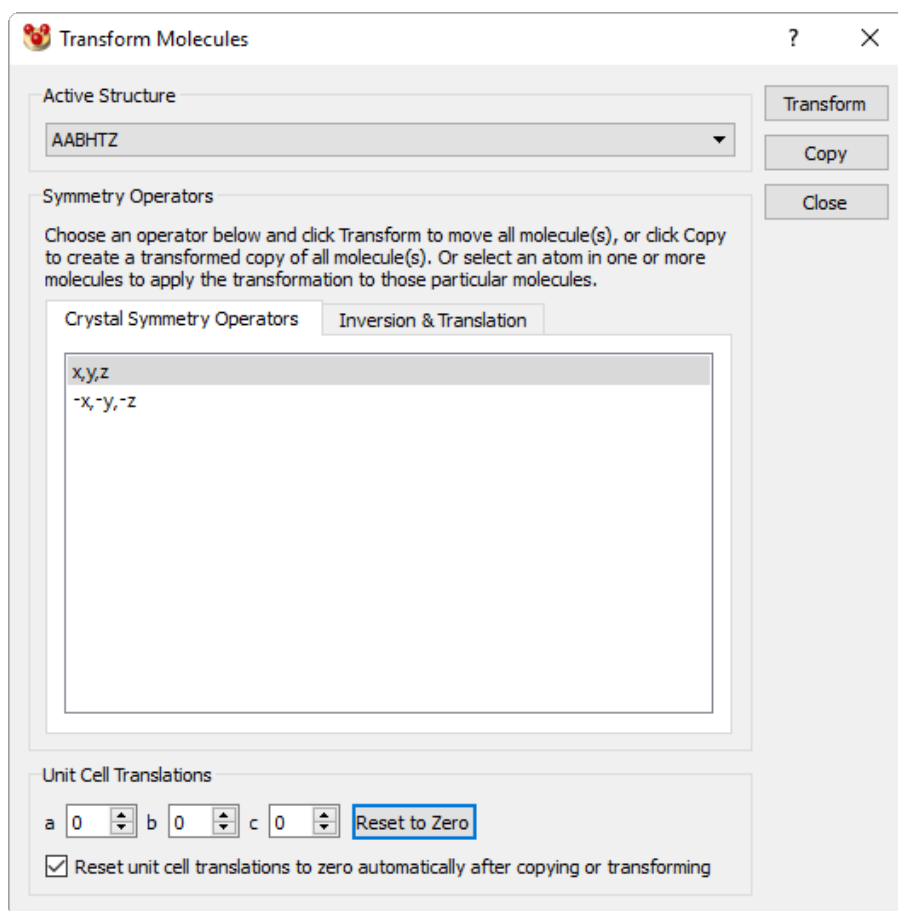 Transform Molecules
?
Active Structure
AABHTZ
Transform
Copy
Close
Symmetry Operators
Choose an operator below and click Transform to move all molecule(s), or click Copy
to create a transformed copy of all molecule(s). Or select an atom in one or more
molecules to apply the transformation to those particular molecules.
Crystal Symmetry Operators
Inversion & Translation
x,y,z
-x,-y,-z
Unit Cell Translations
a 0 b 0 c 0 Reset to Zero
Reset unit cell translations to zero automatically after copying or transforming